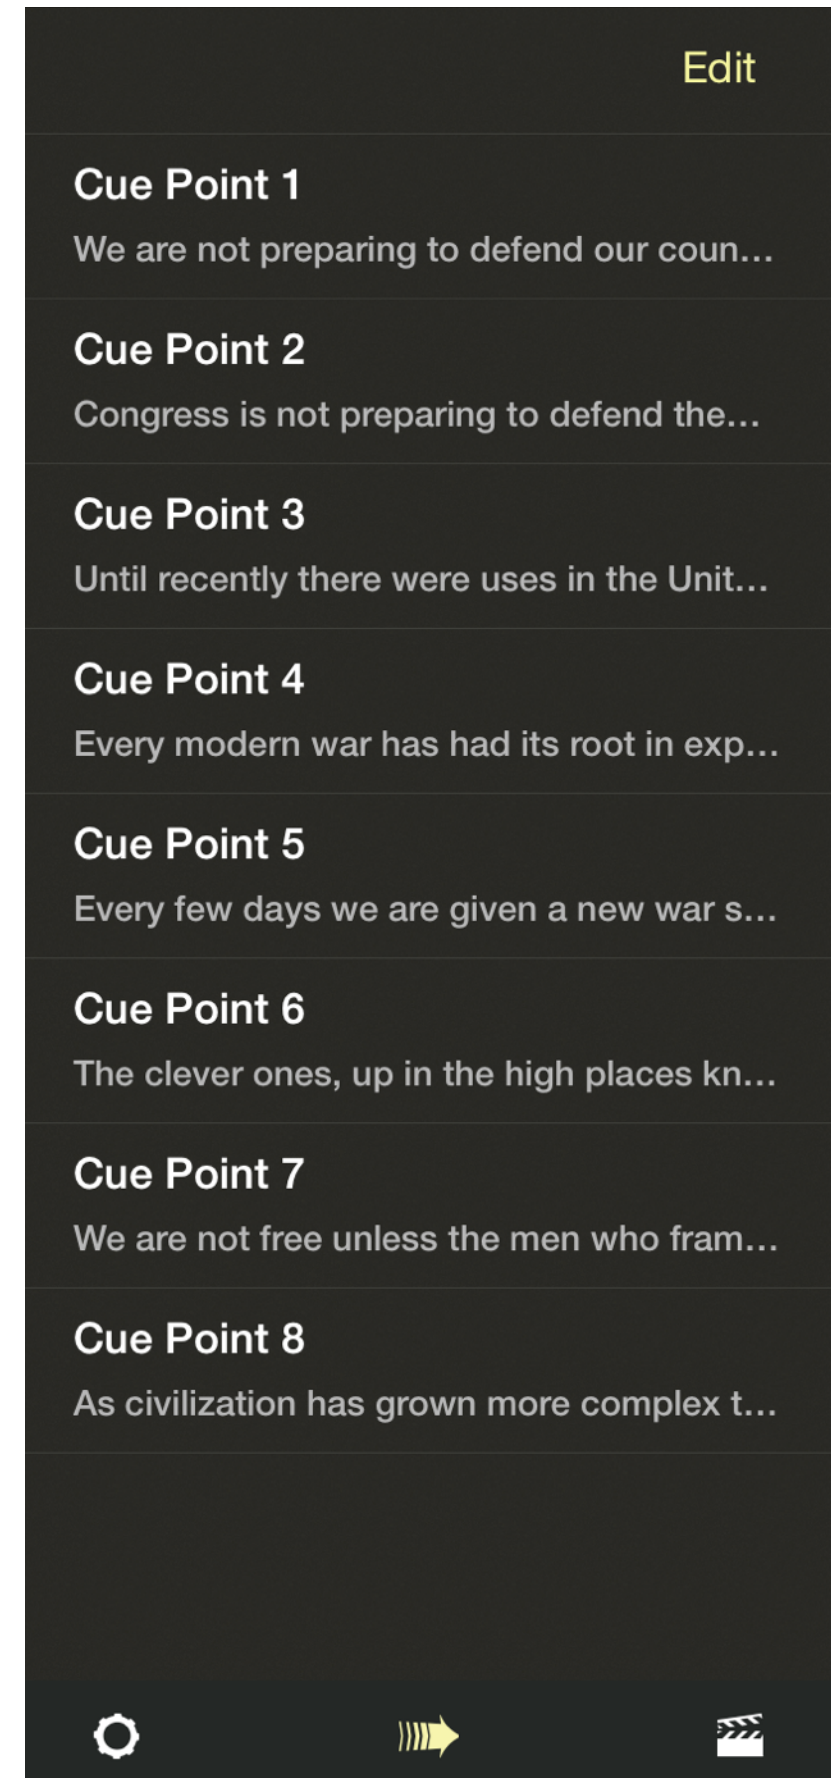 Edit
Cue Point 1
We are not preparing to defend our coun...
Cue Point 2
Congress is not preparing to defend the...
Cue Point 3
Until recently there were uses in the Unit...
Cue Point 4
Every modern war has had its root in exp...
Cue Point 5
Every few days we are given a new war s...
Cue Point 6
The clever ones, up in the high places kn...
Cue Point 7
We are not free unless the men who fram...
Cue Point 8
As civilization has grown more complex t...